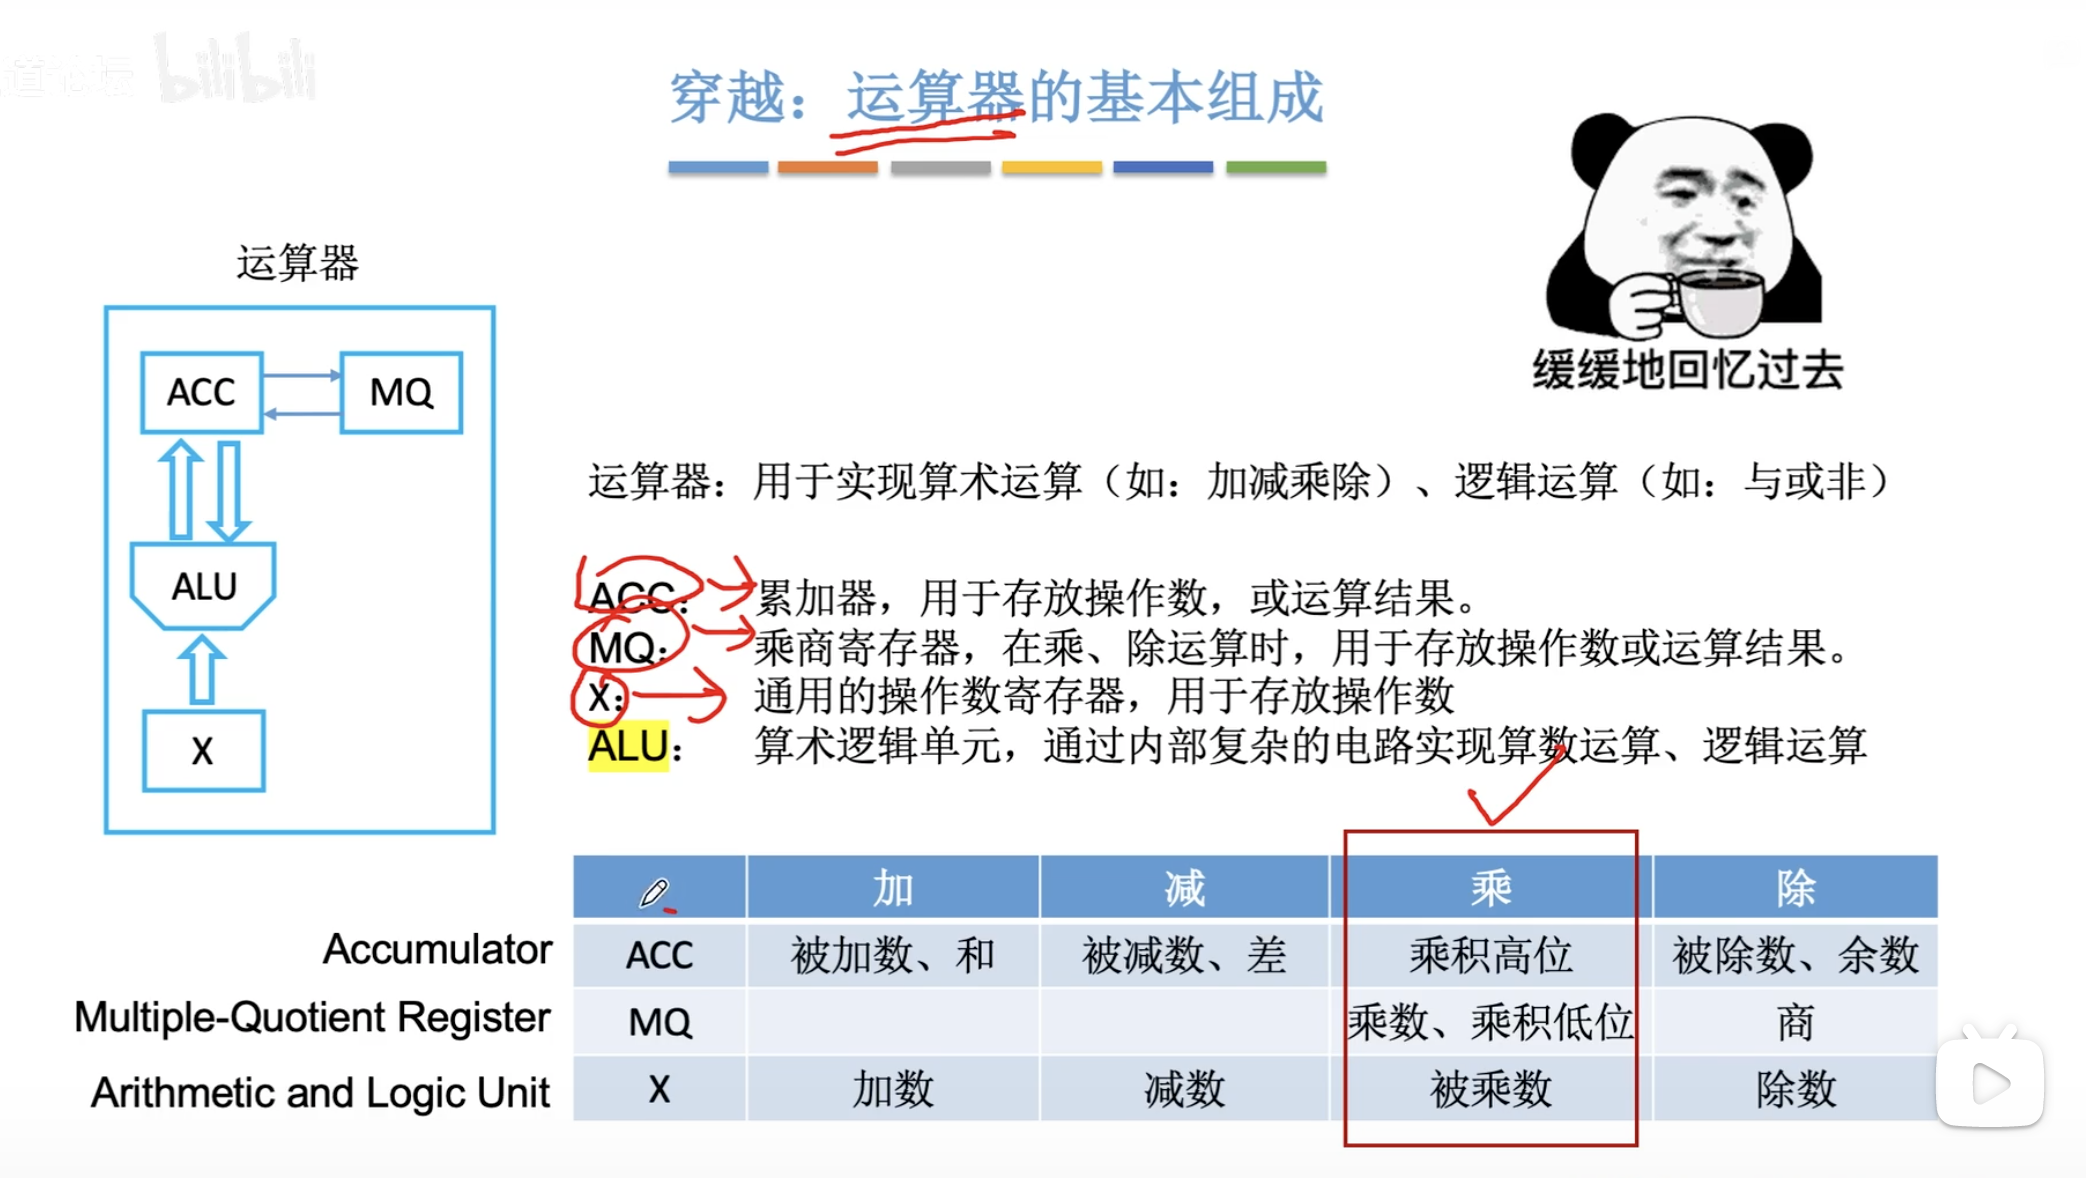 bilibili
穿越：运算器的基本组成
运算器
ACC
MQ
ALU
X
缓缓地回忆过去
运算器：用于实现算术运算（如：加减乘除）、逻辑运算（如：与或非）
ACC： 累加器，用于存放操作数，或运算结果。
MQ： 乘商寄存器，在乘、除运算时，用于存放操作数或运算结果。
X： 通用的操作数寄存器，用于存放操作数
ALU： 算术逻辑单元，通过内部复杂的电路实现算数运算、逻辑运算
加 减 乘 除
Accumulator ACC 被加数、和 被减数、差 乘积高位 被除数、余数
Multiple-Quotient Register MQ 乘数、乘积低位 商
Arithmetic and Logic Unit X 加数 减数 被乘数 除数